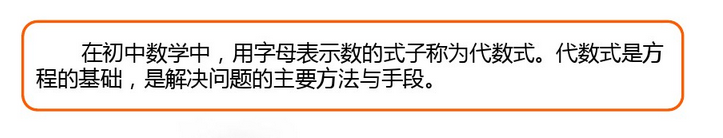 在初中数学中，用字母表示数的式子称为代数式。代数式是方
程的基础，是解决问题的主要方法与手段。